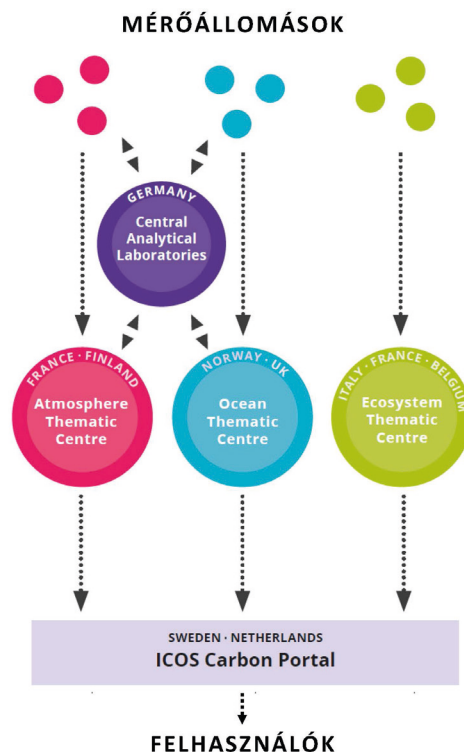 MÉRŐÁLLOMÁSOK
GERMANY
Central
Analytical
Laboratories
FRANCE · FINLAND
Atmosphere
Thematic
Centre
NORWAY · UK
Ocean
Thematic
Centre
ITALY · FRANCE · BELGIUM
Ecosystem
Thematic
Centre
SWEDEN · NETHERLANDS
ICOS Carbon Portal
FELHASZNÁLÓK